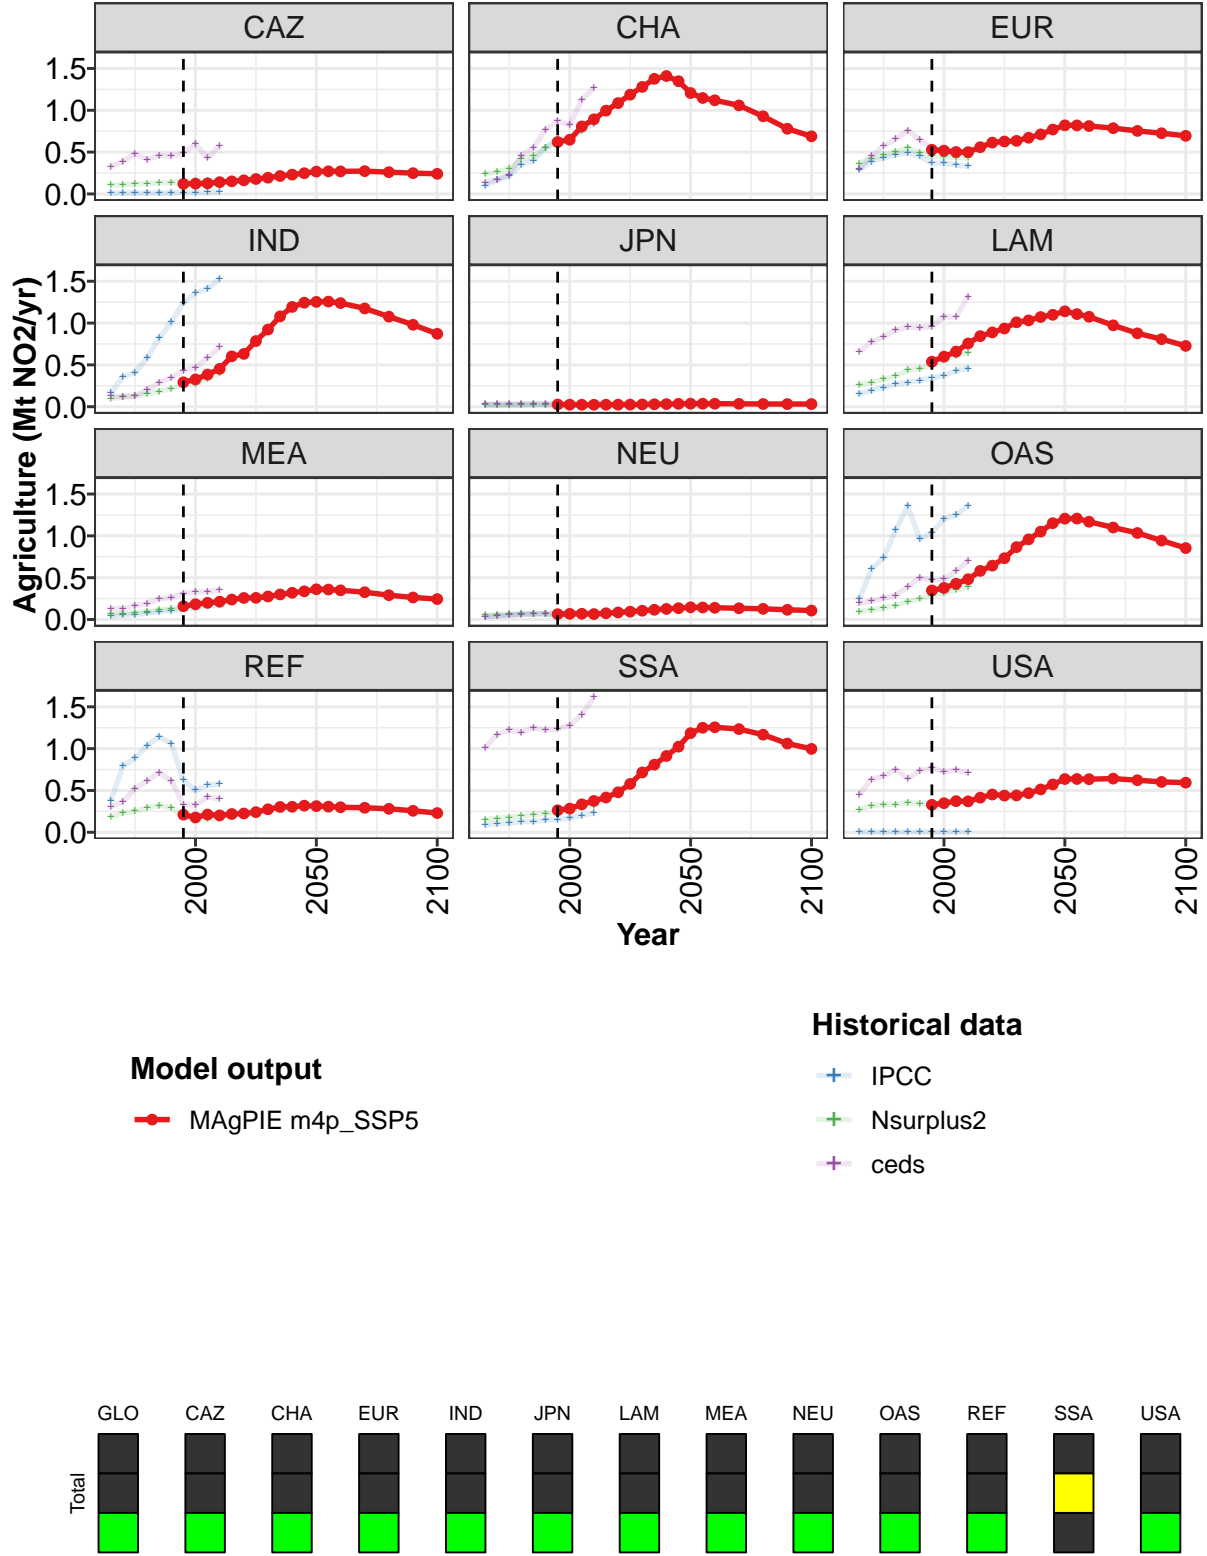 CAZ CHA EUR
1.5
1.0
0.5
0.0
IND JPN LAM
1.5
1.0
0.5
0.0
MEA NEU OAS
1.5
1.0
0.5
0.0
REF SSA USA
1.5
1.0
0.5
0.0
Agriculture (Mt NO2/yr)
2000 2050 2100 2000 2050 2100 2000 2050 2100
Year
Model output
MAgPIE m4p_SSP5
Historical data
IPCC
Nsurplus2
ceds
GLO CAZ CHA EUR IND JPN LAM MEA NEU OAS REF SSA USA
Total